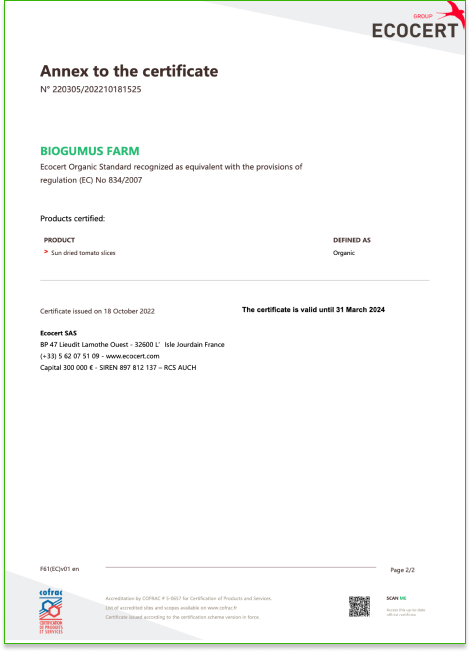 GROUP
ECOCERT
Annex to the certificate
N° 220305/202210181525
BIOGUMUS FARM
Ecocert Organic Standard recognized as equivalent with the provisions of
regulation (EC) No 834/2007
Products certified:
PRODUCT DEFINED AS
> Sun dried tomato slices Organic
Certificate issued on 18 October 2022 The certificate is valid until 31 March 2024
Ecocert SAS
BP 47 Lieudit Lamothe Ouest - 32600 L' Isle Jourdain France
(+33) 5 62 07 51 09 - www.ecocert.com
Capital 300 000 € - SIREN 897 812 137 – RCS AUCH
F61(EC)v01 en Page 2/2
cofrac
CERTIFICATION
DE PRODUITS
ET SERVICES
Accreditation by COFRAC # 5-0657 for Certification of Products and Services
List of accredited sites and scopes available on www.cofrac.fr
Certificate issued according to the certification scheme version in force.
SCAN ME
Access this up-to-date
official certificate